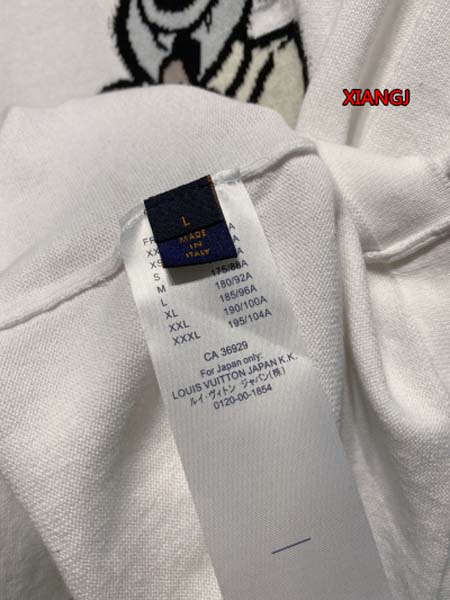 XIANGJ
L
MADE
IN
ITALY
FR
XS
S 175/88A
M 180/92A
L 185/96A
XL 190/100A
XXL 195/104A
XXXL
CA 36929
For Japan only:
LOUIS VUITTON JAPAN K.K.
ルイ・ヴィトン ジャパン(株)
0120-00-1854